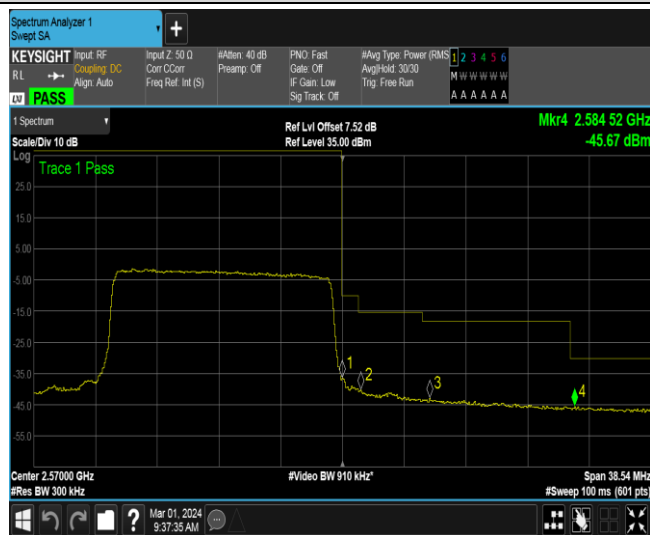 Spectrum Analyzer 1
Swept SA
KEYSIGHT
RL
PASS
Input: RF
Coupling: DC
Align: Auto
Input Z: 50 Ω
Corr CCorr
Freq Ref: Int (S)
#Atten: 40 dB
Preamp: Off
PNO: Fast
Gate: Off
IF Gain: Low
Sig Track: Off
#Avg Type: Power (RMS
Avg|Hold: 30/30
Trig: Free Run
1 2 3 4 5 6
M W W W W W
A A A A A A
1 Spectrum
Scale/Div 10 dB
Ref Lvl Offset 7.52 dB
Ref Level 35.00 dBm
Mkr4 2.584 52 GHz
-45.67 dBm
Log
Trace 1 Pass
25.0
15.0
5.00
-5.00
-15.0
-25.0
-35.0
-45.0
-55.0
1
2
3
4
Center 2.57000 GHz
#Res BW 300 kHz
#Video BW 910 kHz*
Span 38.54 MHz
#Sweep 100 ms (601 pts)
?
Mar 01, 2024
9:37:35 AM